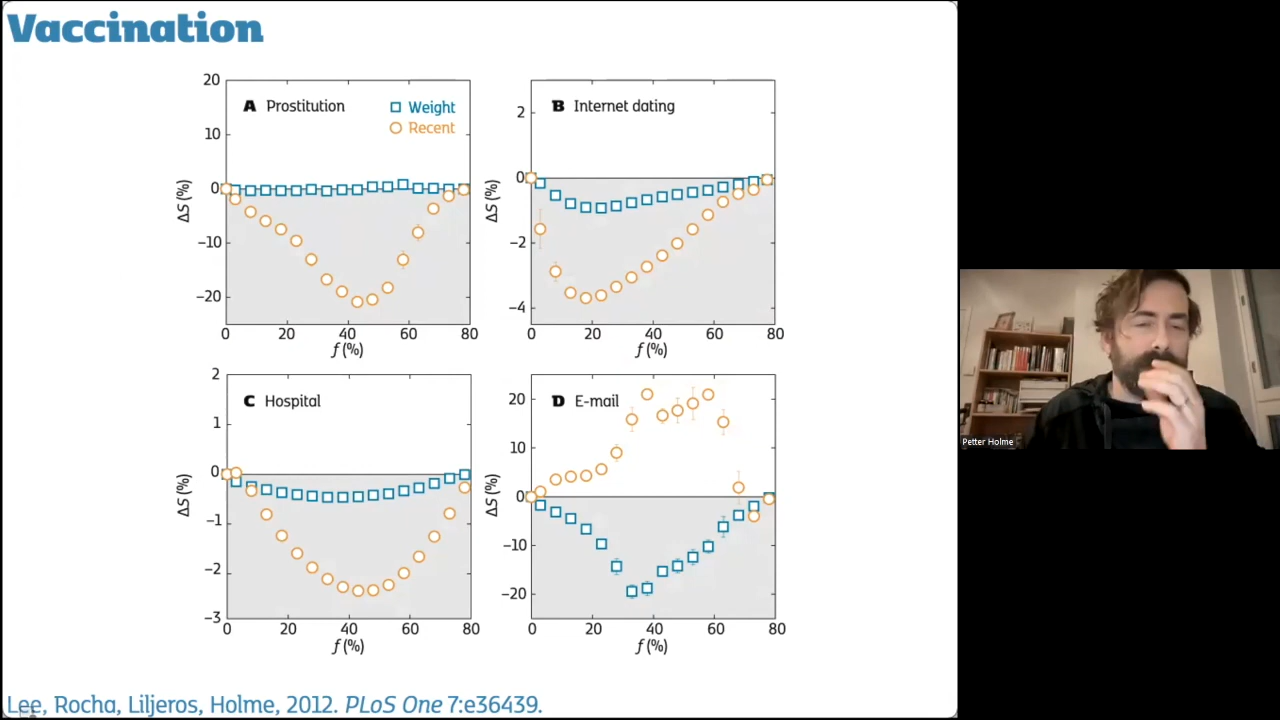 Vaccination
A Prostitution
Weight
Recent
20
10
0
−10
−20
ΔS (%)
0 20 40 60 80
f (%)
B Internet dating
2
0
−2
−4
ΔS (%)
0 20 40 60 80
f (%)
C Hospital
2
1
0
−1
−2
−3
ΔS (%)
0 20 40 60 80
f (%)
D E-mail
20
10
0
−10
−20
ΔS (%)
0 20 40 60 80
f (%)
Petter Holme
Lee, Rocha, Liljeros, Holme, 2012. PLoS One 7:e36439.